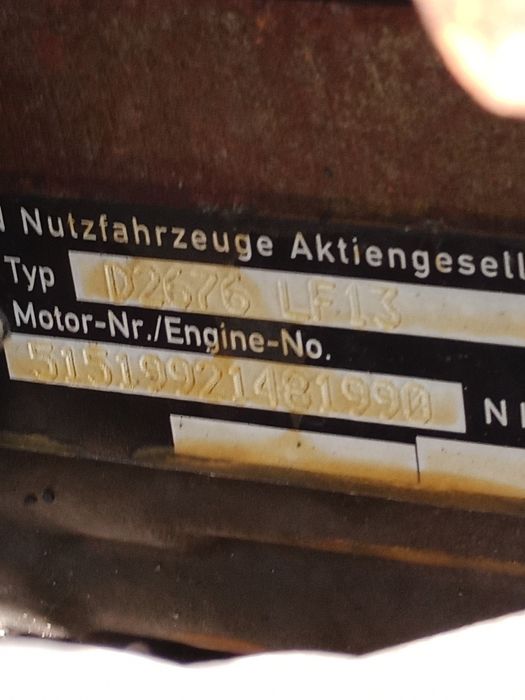 N Nutzfahrzeuge Aktiengesell
Typ D2676 LF13
Motor-Nr./Engine-No.
51519921481990 N I